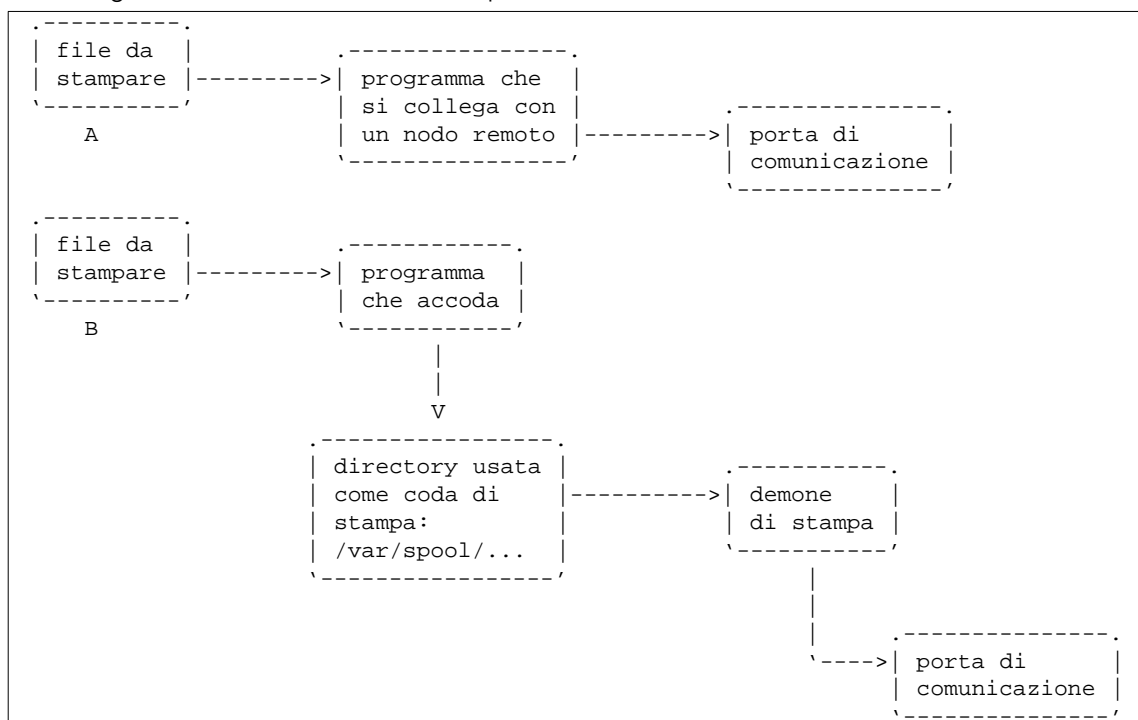 file da
stampare
programma che
si collega con
un nodo remoto
porta di
comunicazione
A
file da
stampare
programma
che accoda
B
V
directory usata
come coda di
stampa:
/var/spool/...
demone
di stampa
porta di
comunicazione